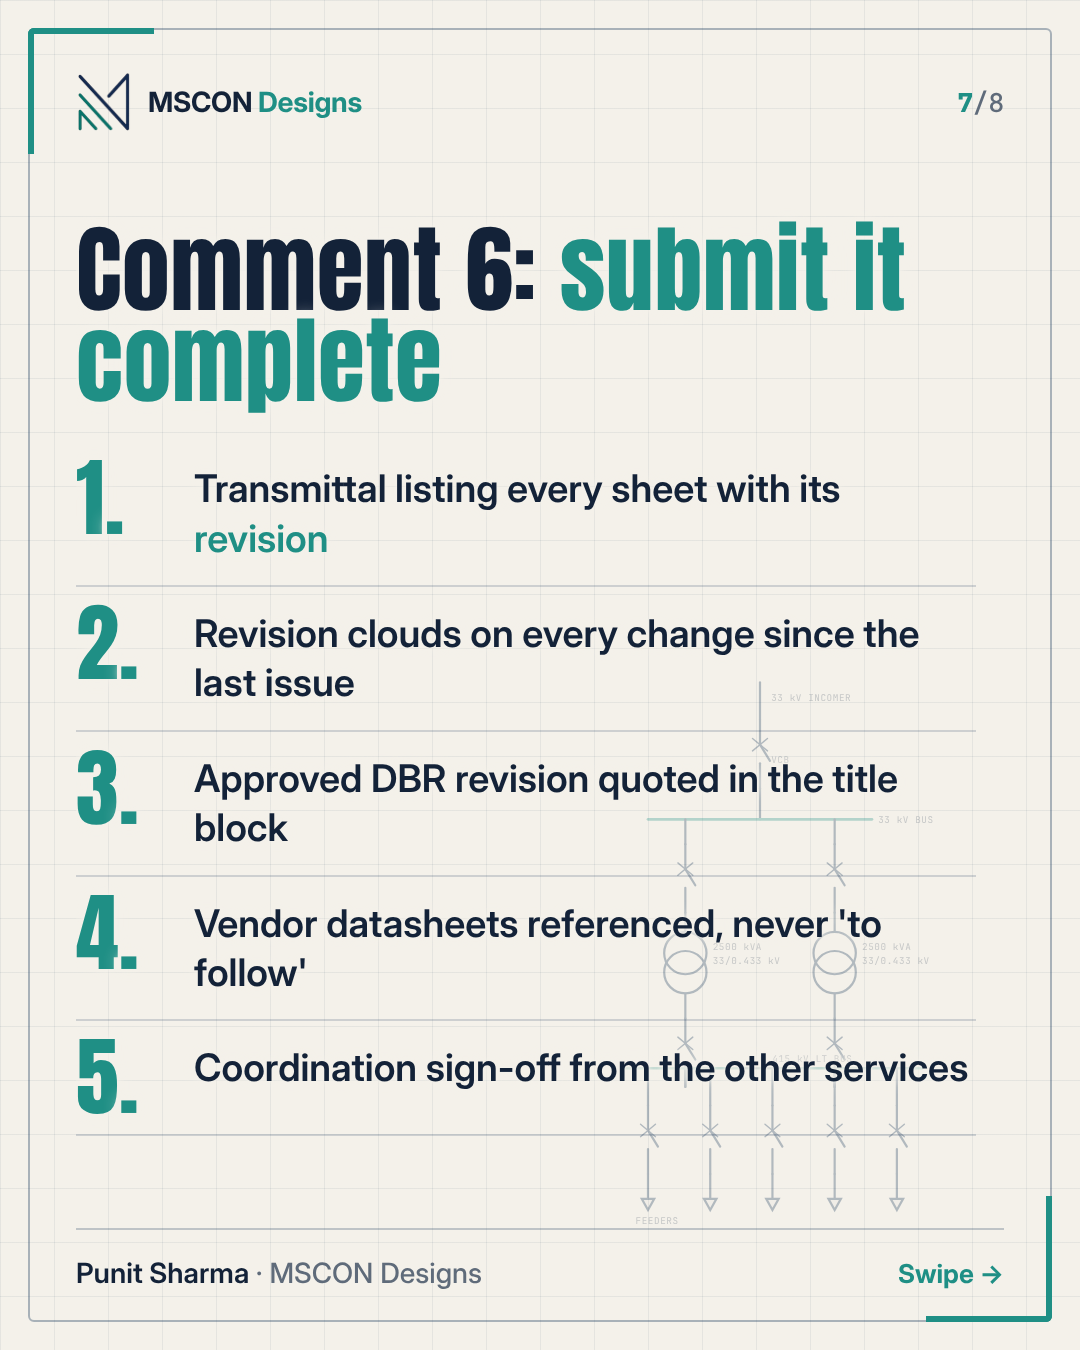 MSCON Designs
7/8
Comment 6: submit it
complete
1.
Transmittal listing every sheet with its
revision
2.
Revision clouds on every change since the
last issue
33 kV INCOMER
VCB
3.
Approved DBR revision quoted in the title
block
33 kV BUS
4.
Vendor datasheets referenced, never 'to
follow'
2500 kVA
33/0.433 kV
2500 kVA
33/0.433 kV
5.
Coordination sign-off from the other services
FEEDERS
Punit Sharma · MSCON Designs
Swipe →